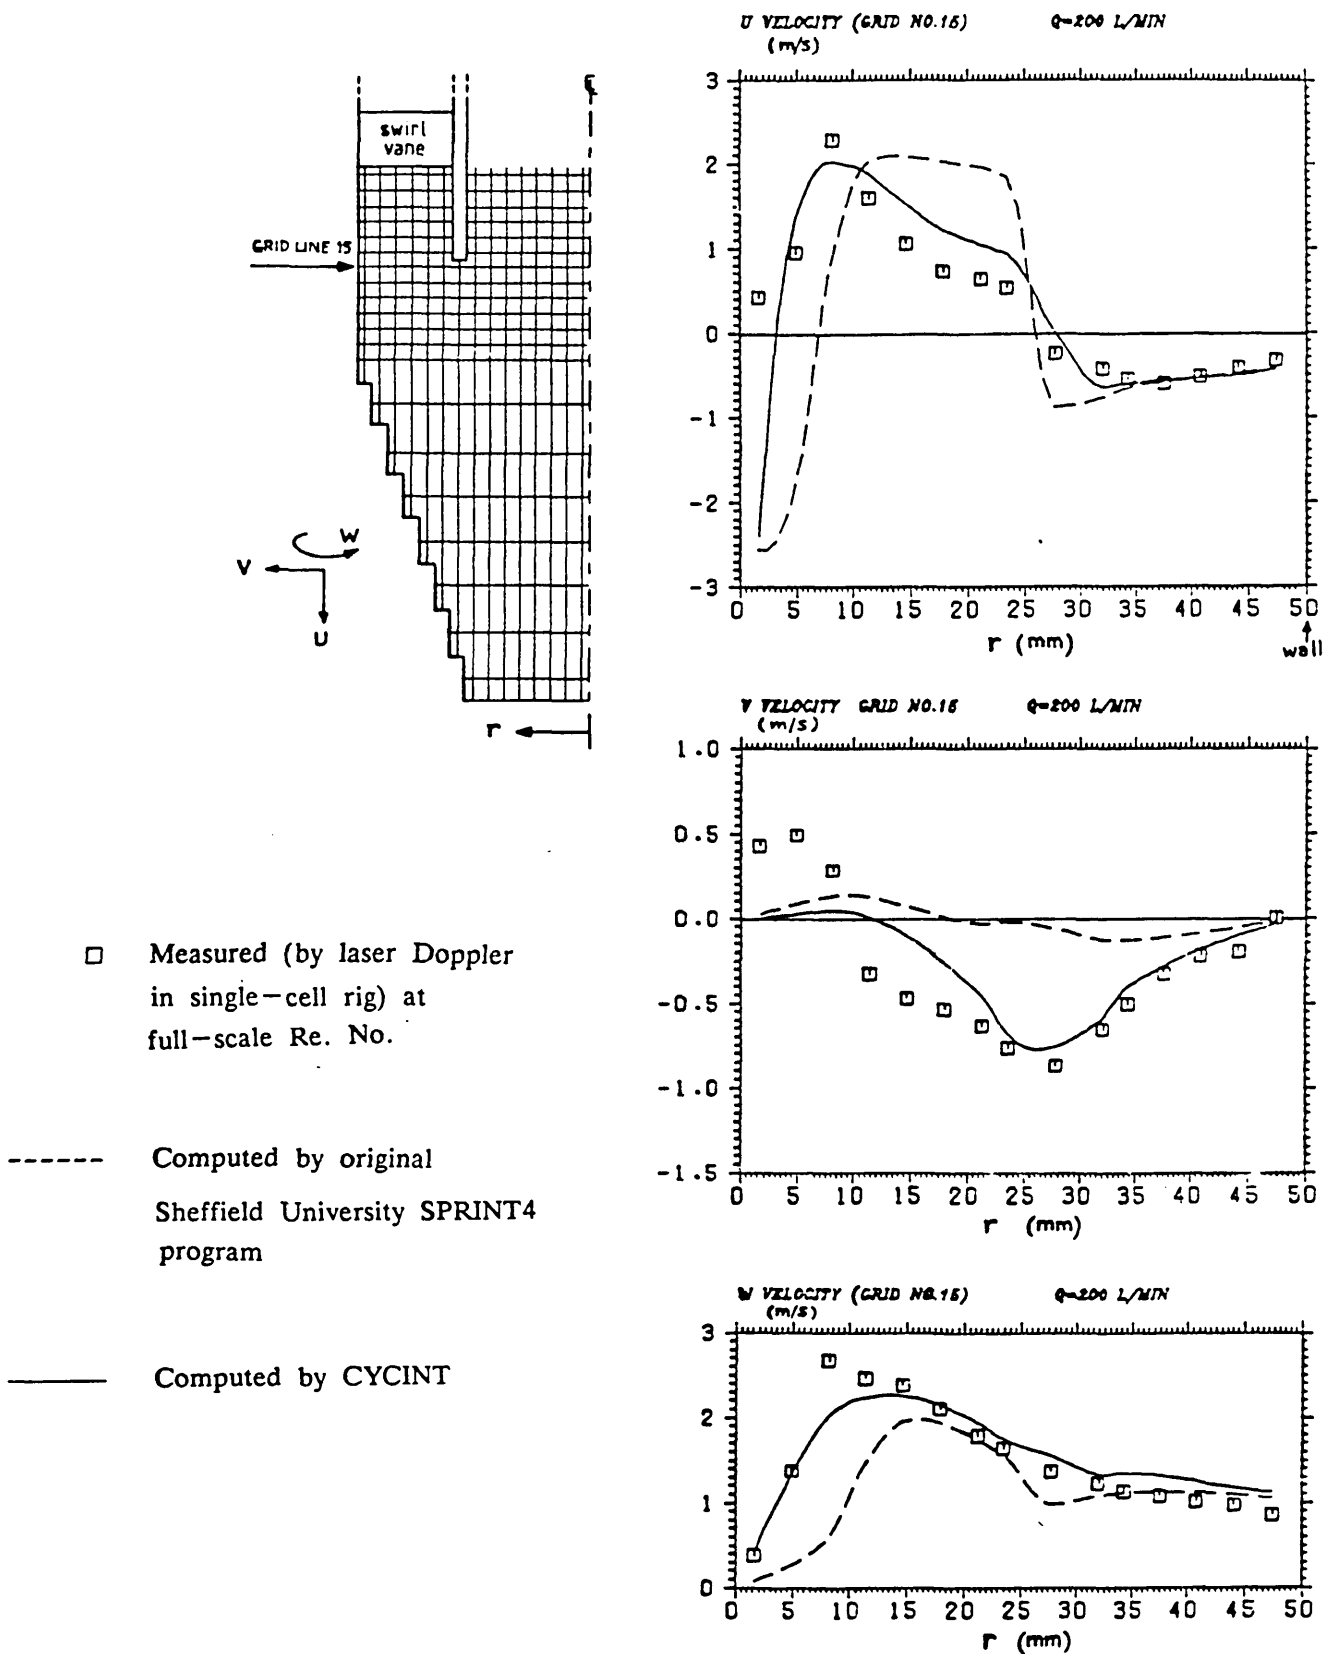 swirl
vane
℄
GRID LINE 15
W
V
U
r
U VELOCITY (GRID NO.15) Q=200 L/MIN
(m/s)
3
2
1
0
-1
-2
-3
0 5 10 15 20 25 30 35 40 45 50
r (mm)
wall
V VELOCITY GRID NO.15 Q=200 L/MIN
(m/s)
1.0
0.5
0.0
-0.5
-1.0
-1.5
0 5 10 15 20 25 30 35 40 45 50
r (mm)
W VELOCITY (GRID NO.15) Q=200 L/MIN
(m/s)
3
2
1
0
0 5 10 15 20 25 30 35 40 45 50
r (mm)
Measured (by laser Doppler
in single-cell rig) at
full-scale Re. No.
Computed by original
Sheffield University SPRINT4
program
Computed by CYCINT